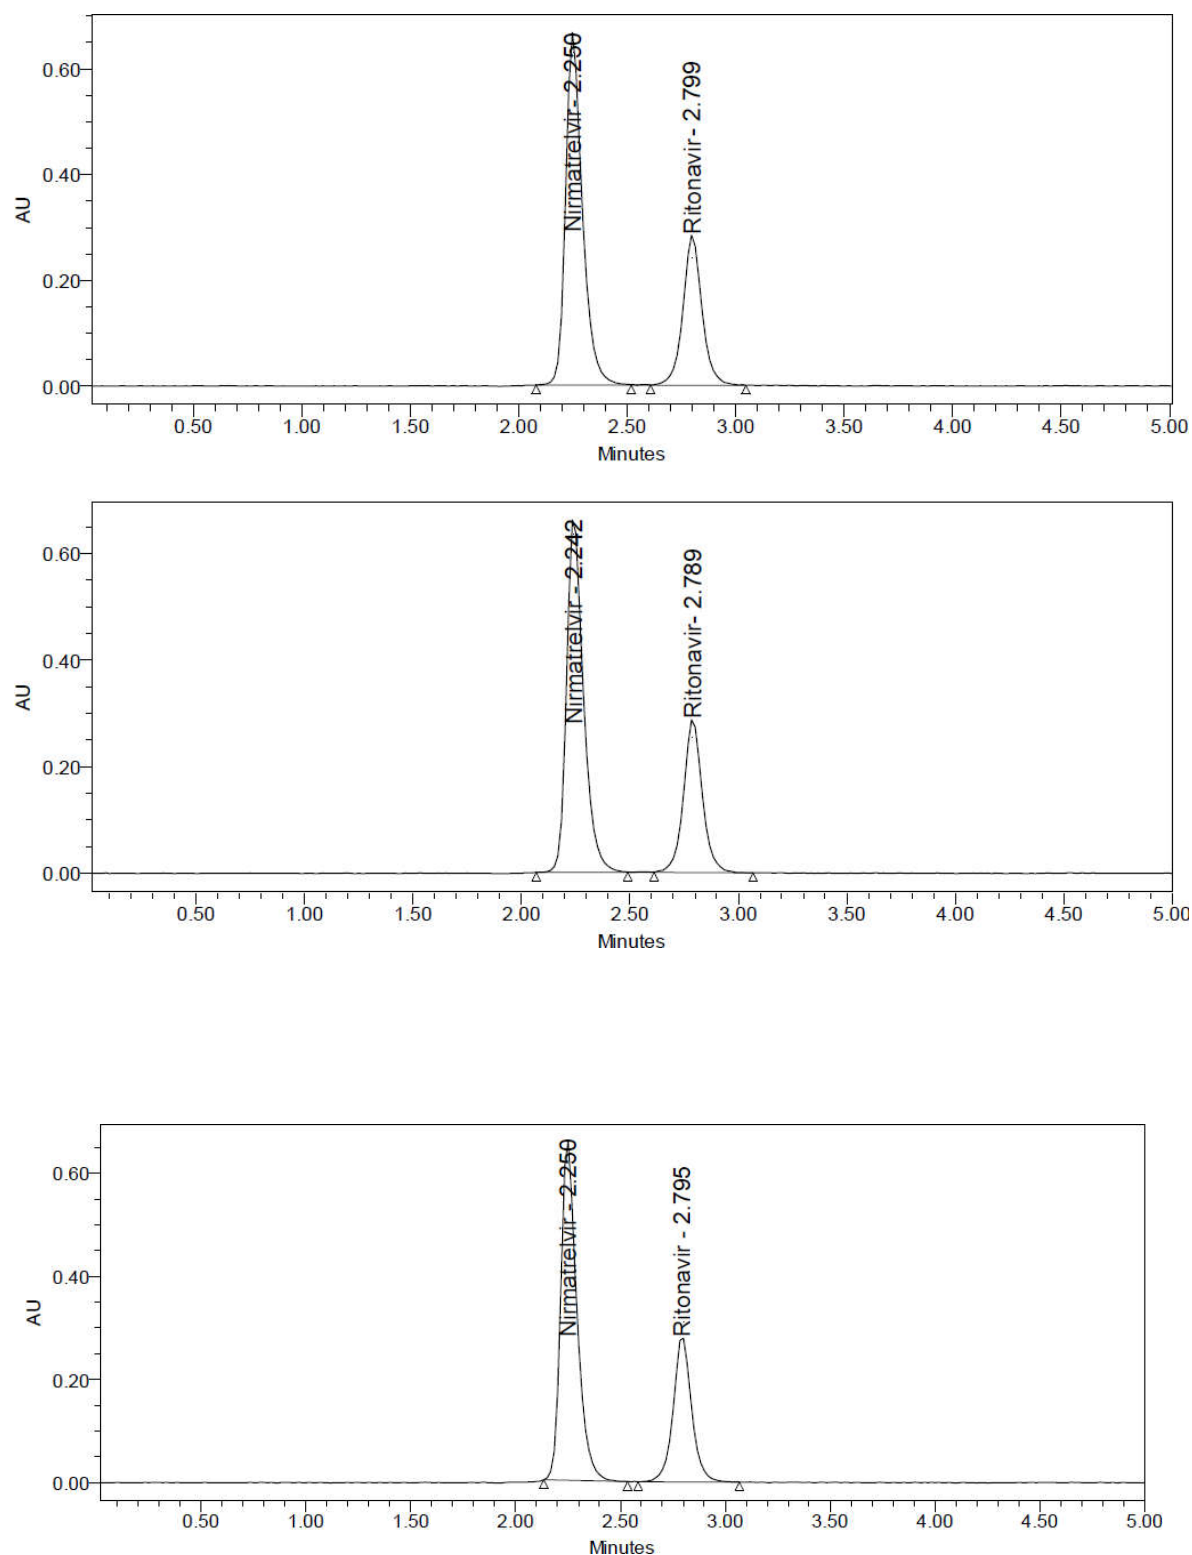 0.60
0.40
0.20
0.00
AU
Nirmatrelvir- 2.250
Ritonavir- 2.799
0.50 1.00 1.50 2.00 2.50 3.00 3.50 4.00 4.50 5.00
Minutes
0.60
0.40
0.20
0.00
AU
Nirmatrelvir - 2.242
Ritonavir- 2.789
0.50 1.00 1.50 2.00 2.50 3.00 3.50 4.00 4.50 5.00
Minutes
0.60
0.40
0.20
0.00
AU
Nirmatrelvir - 2.250
Ritonavir - 2.795
0.50 1.00 1.50 2.00 2.50 3.00 3.50 4.00 4.50 5.00
Minutes